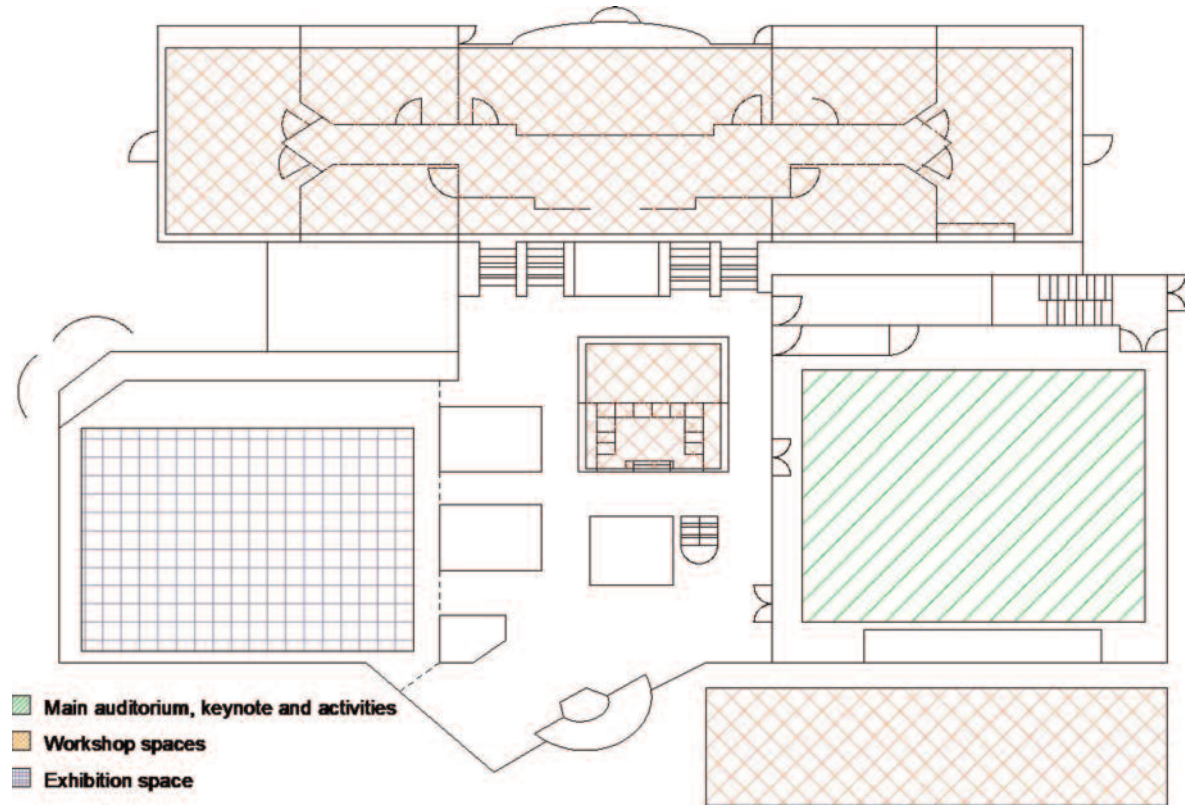 Main auditorium, keynote and activities
Workshop spaces
Exhibition space